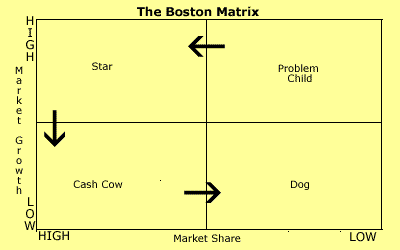 The Boston Matrix
HIGH
Market Growth
LOW
Star
Problem
Child
Cash Cow
Dog
HIGH
Market Share
LOW